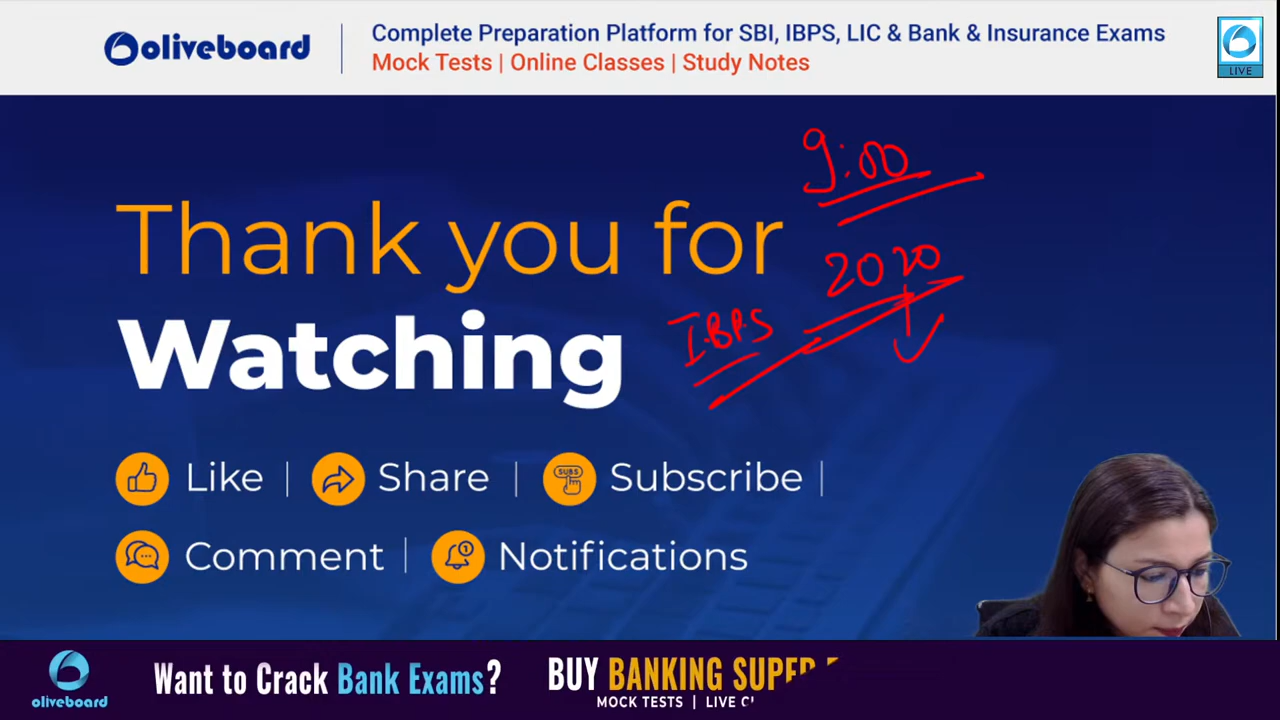 oliveboard
Complete Preparation Platform for SBI, IBPS, LIC & Bank & Insurance Exams
Mock Tests | Online Classes | Study Notes
LIVE
9:00
Thank you for
2020
IBPS
Watching
Like | Share | SUBS Subscribe |
Comment | 1 Notifications
oliveboard
Want to Crack Bank Exams?
BUY BANKING SUPER
MOCK TESTS | LIVE